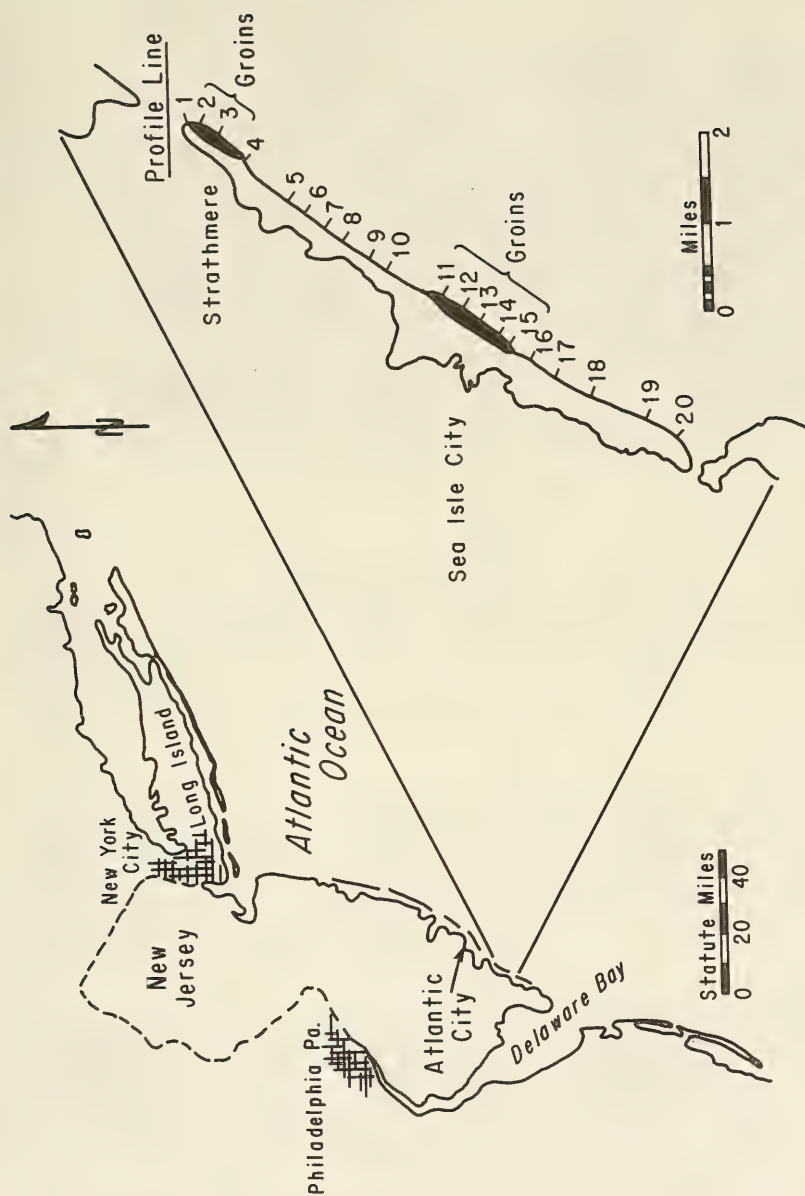 New York
City
Long Island
New
Jersey
Philadelphia Pa.
Atlantic
Ocean
Atlantic
City
Delaware Bay
Statute Miles
0 20 40
N
Profile Line
1
2
3
Groins
4
Strathmere
5
6
7
8
9
10
11
12
13
14
15
Groins
16
17
18
19
20
Sea Isle City
Miles
0 1 2